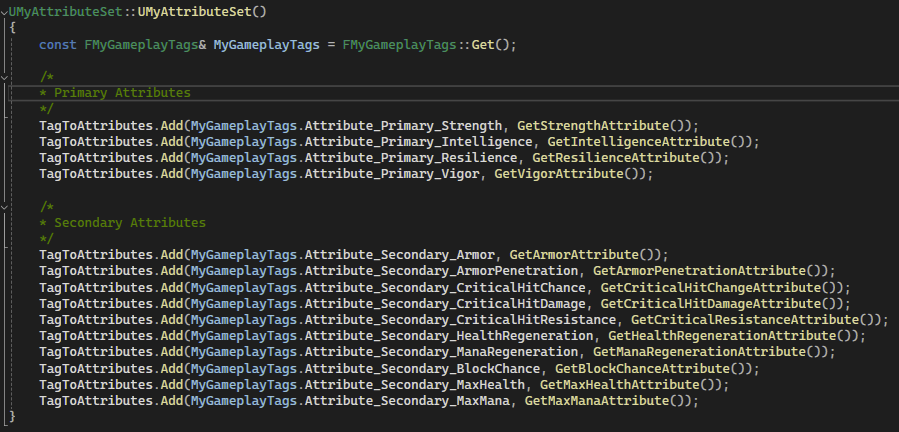 UMyAttributeSet::UMyAttributeSet()
{
const FMyGameplayTags& MyGameplayTags = FMyGameplayTags::Get();
/*
* Primary Attributes
*/
TagToAttributes.Add(MyGameplayTags.Attribute_Primary_Strength, GetStrengthAttribute());
TagToAttributes.Add(MyGameplayTags.Attribute_Primary_Intelligence, GetIntelligenceAttribute());
TagToAttributes.Add(MyGameplayTags.Attribute_Primary_Resilience, GetResilienceAttribute());
TagToAttributes.Add(MyGameplayTags.Attribute_Primary_Vigor, GetVigorAttribute());
/*
* Secondary Attributes
*/
TagToAttributes.Add(MyGameplayTags.Attribute_Secondary_Armor, GetArmorAttribute());
TagToAttributes.Add(MyGameplayTags.Attribute_Secondary_ArmorPenetration, GetArmorPenetrationAttribute());
TagToAttributes.Add(MyGameplayTags.Attribute_Secondary_CriticalHitChance, GetCriticalHitChangeAttribute());
TagToAttributes.Add(MyGameplayTags.Attribute_Secondary_CriticalHitDamage, GetCriticalHitDamageAttribute());
TagToAttributes.Add(MyGameplayTags.Attribute_Secondary_CriticalHitResistance, GetCriticalResistanceAttribute());
TagToAttributes.Add(MyGameplayTags.Attribute_Secondary_HealthRegeneration, GetHealthRegenerationAttribute());
TagToAttributes.Add(MyGameplayTags.Attribute_Secondary_ManaRegeneration, GetManaRegenerationAttribute());
TagToAttributes.Add(MyGameplayTags.Attribute_Secondary_BlockChance, GetBlockChanceAttribute());
TagToAttributes.Add(MyGameplayTags.Attribute_Secondary_MaxHealth, GetMaxHealthAttribute());
TagToAttributes.Add(MyGameplayTags.Attribute_Secondary_MaxMana, GetMaxManaAttribute());
}